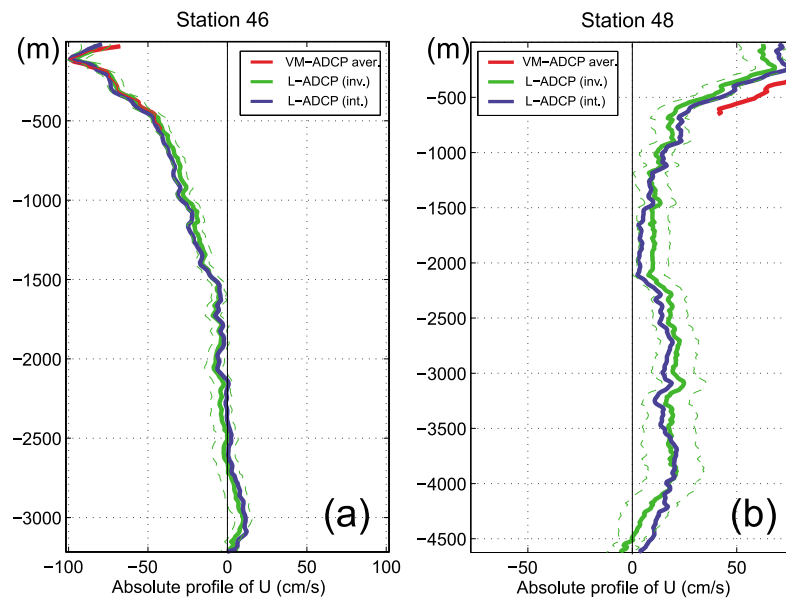 Station 46
(m)
VM−ADCP aver.
L−ADCP (inv.)
L−ADCP (int.)
−500
−1000
−1500
−2000
−2500
−3000
(a)
−100 −50 0 50 100
Absolute profile of U (cm/s)
Station 48
(m)
VM−ADCP aver.
L−ADCP (inv.)
L−ADCP (int.)
−500
−1000
−1500
−2000
−2500
−3000
−3500
−4000
−4500
(b)
0 50
Absolute profile of U (cm/s)